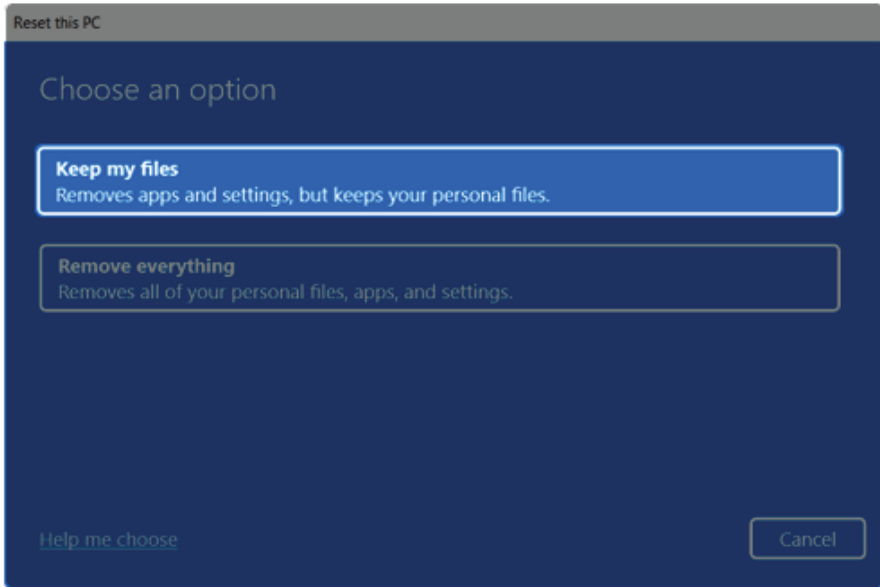 Reset this PC
Choose an option
Keep my files
Removes apps and settings, but keeps your personal files.
Remove everything
Removes all of your personal files, apps, and settings.
Help me choose
Cancel